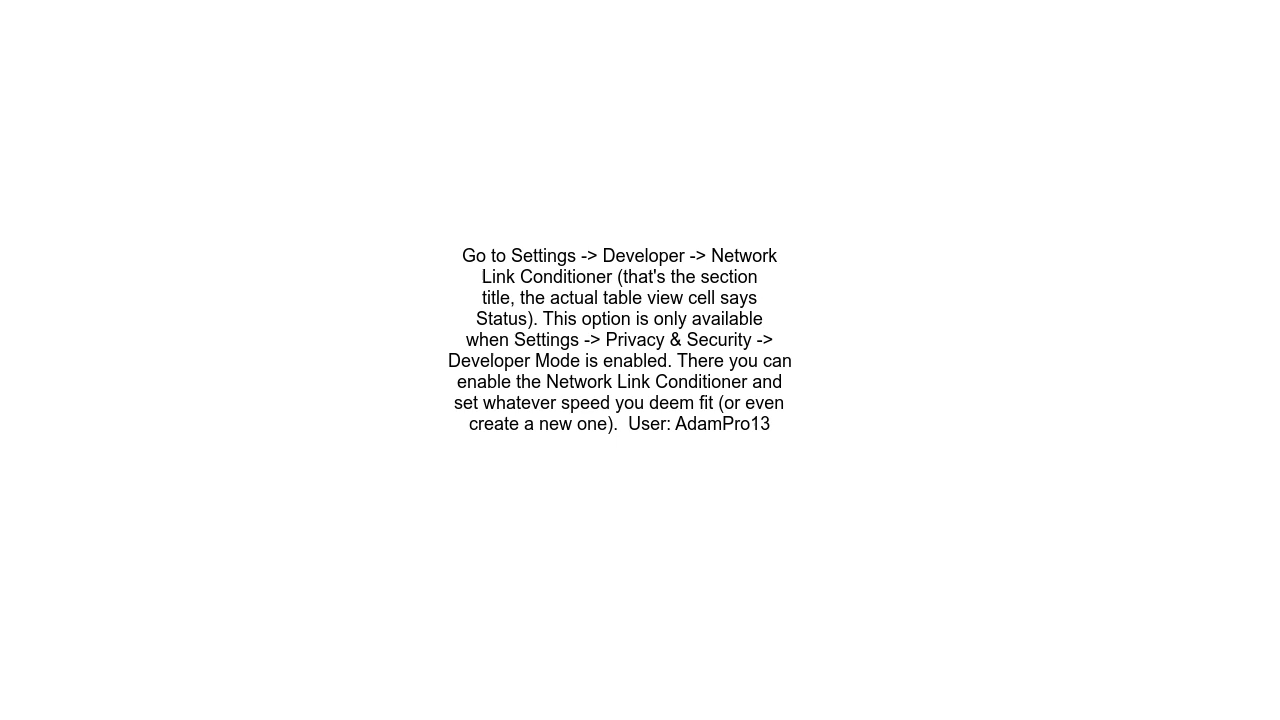 Go to Settings -> Developer -> Network
Link Conditioner (that's the section
title, the actual table view cell says
Status). This option is only available
when Settings -> Privacy & Security ->
Developer Mode is enabled. There you can
enable the Network Link Conditioner and
set whatever speed you deem fit (or even
create a new one).  User: AdamPro13